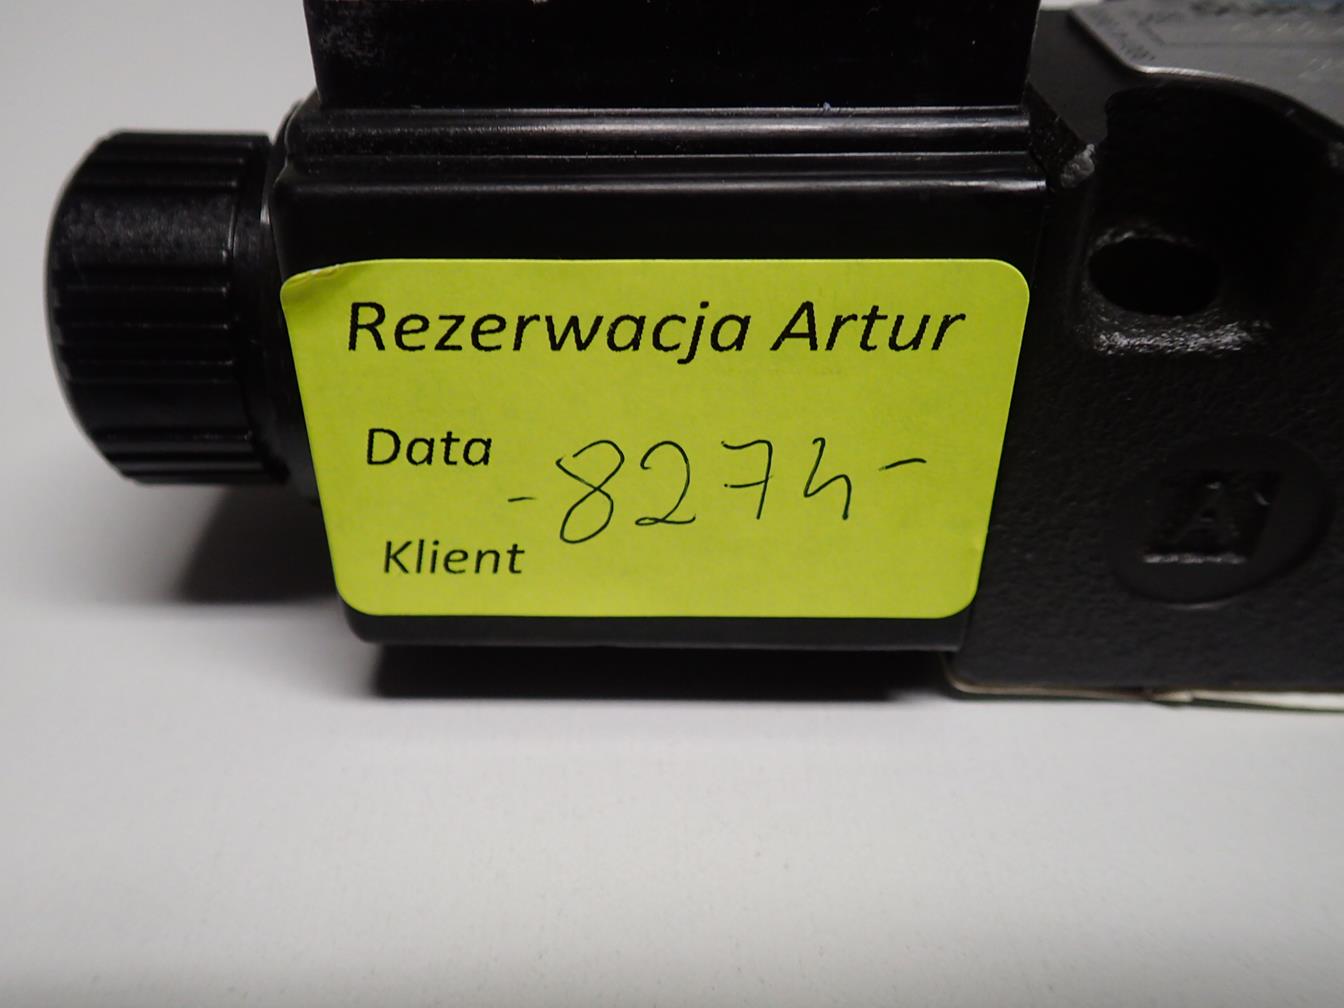 Rezerwacja Artur
Data
-8274-
Klient
A